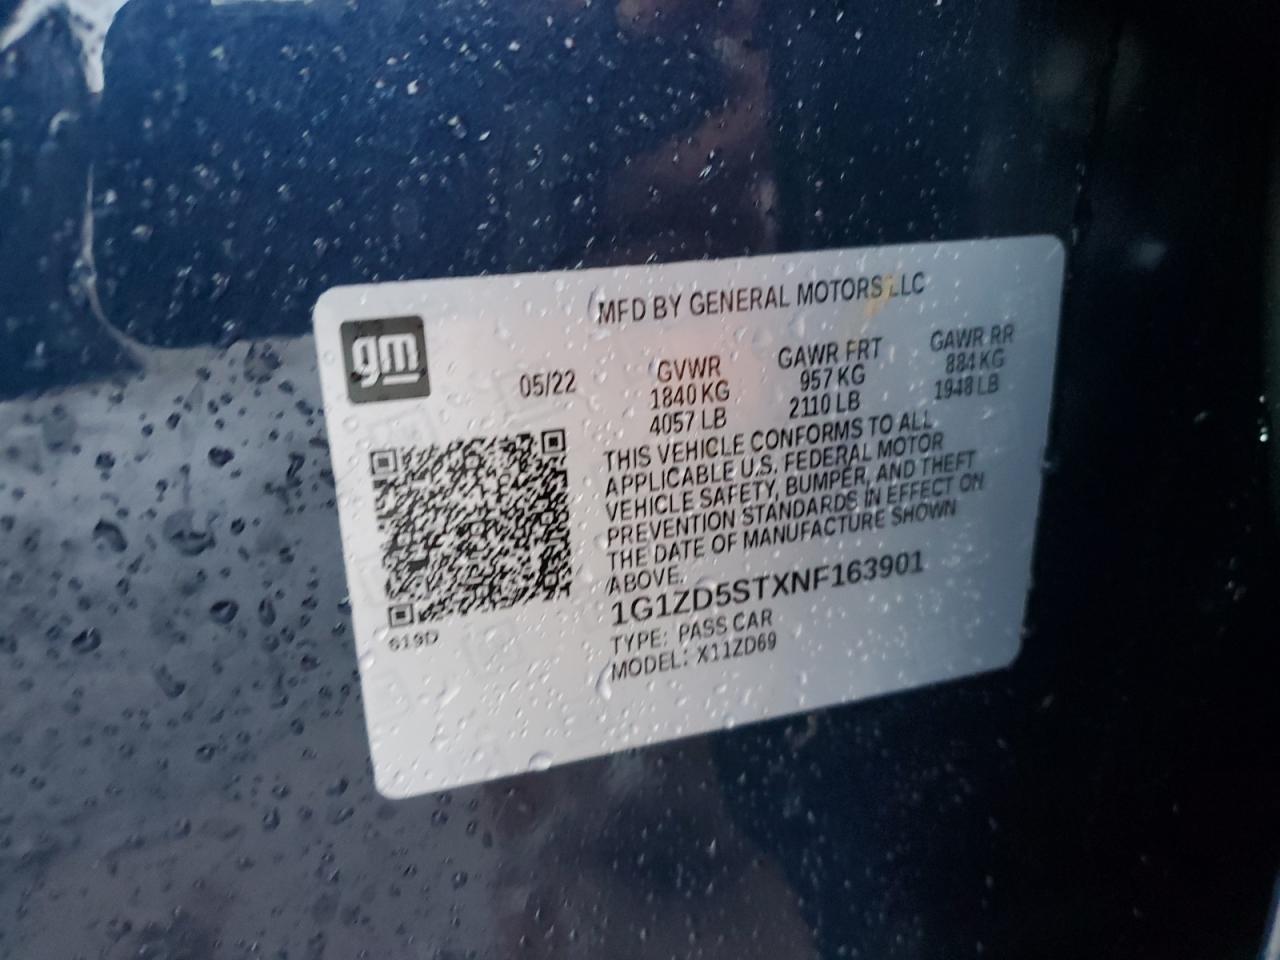 MFD BY GENERAL MOTORS LLC
gm
05/22
GVWR
1840 KG
4057 LB
GAWR FRT
957 KG
2110 LB
GAWR RR
884 KG
1948 LB
THIS VEHICLE CONFORMS TO ALL
APPLICABLE U.S. FEDERAL MOTOR
VEHICLE SAFETY, BUMPER, AND THEFT
PREVENTION STANDARDS IN EFFECT ON
THE DATE OF MANUFACTURE SHOWN
ABOVE.
1G1ZD5STXNF163901
TYPE: PASS CAR
MODEL: X11ZD69
619D